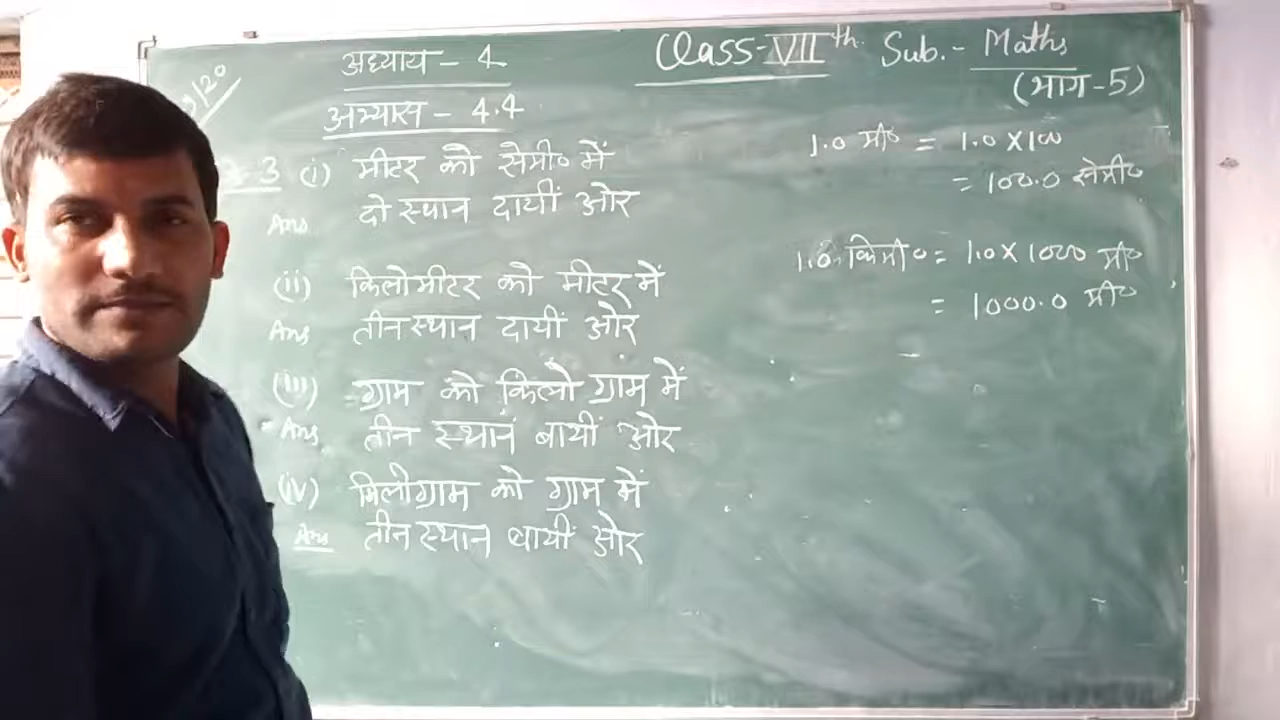 अध्याय - 4
Class-VIIth Sub.- Maths
(भाग-5)
अभ्यास - 4.4
3 (i) मीटर को सेमी० में
Ans दो स्थान दायीं ओर
(ii) किलोमीटर को मीटर में
Ans तीन स्थान दायीं ओर
(iii) ग्राम को किलो ग्राम में
Ans तीन स्थान बायीं ओर
(iv) मिलीग्राम को ग्राम में
Ans तीन स्थान बायीं ओर
1.0 मी० = 1.0 X 100
= 100.0 सेमी०
1.0 किमी० = 1.0 X 1000 मी०
= 1000.0 मी०